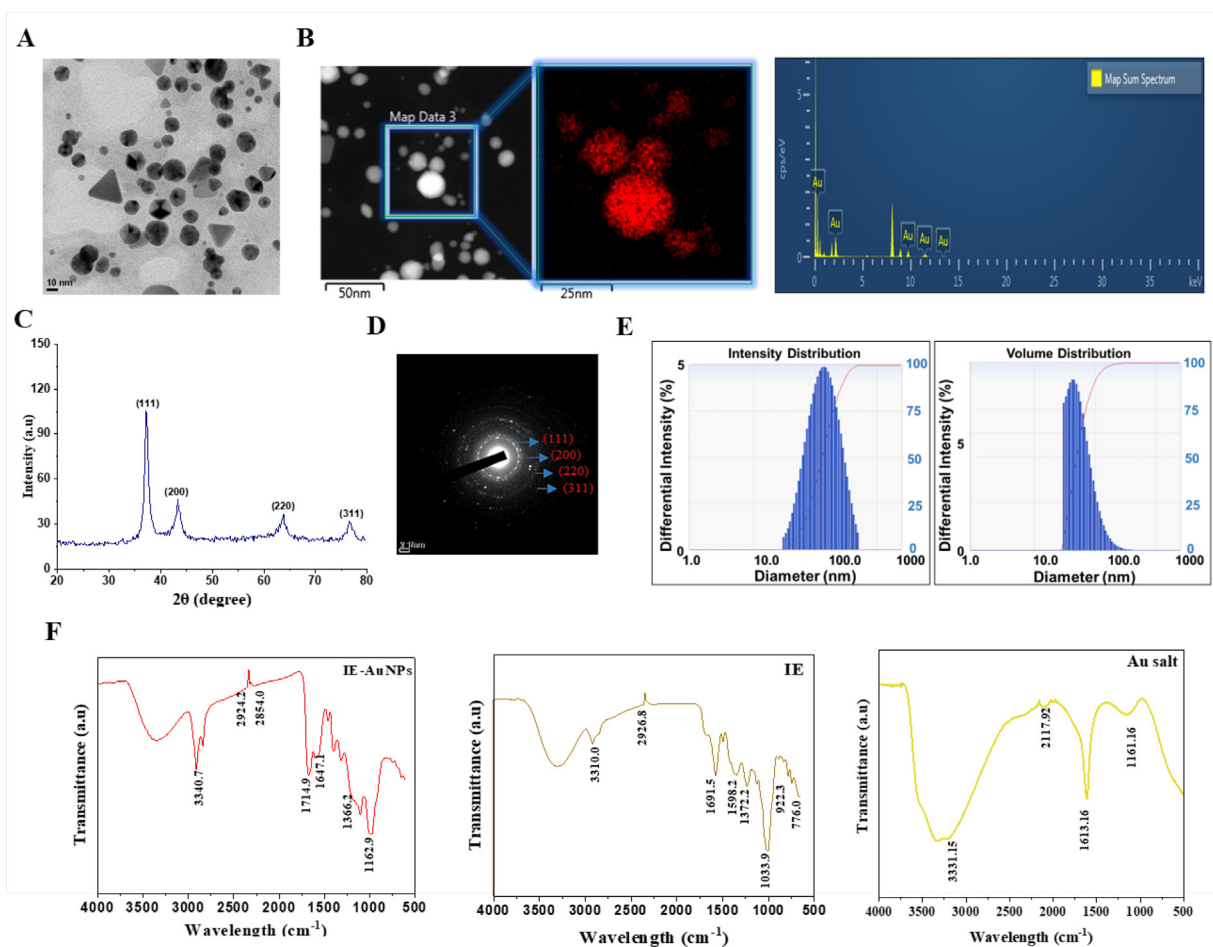 A
10 nm
B
Map Data 3
50nm
25nm
Map Sum Spectrum
cps/eV
5
0
Au
Au
Au
Au
Au
0 5 10 15 20 25 30 35 keV
C
150
120
90
60
30
0
Intensity (a.u)
(111)
(200)
(220)
(311)
20 30 40 50 60 70 80
2θ (degree)
D
(111)
(200)
(220)
(311)
E
Intensity Distribution
Differential Intensity (%)
5
0
100
75
50
25
0
1.0 10.0 100.0 1000
Diameter (nm)
Volume Distribution
Differential Intensity (%)
5
0
100
75
50
25
0
1.0 10.0 100.0 1000
Diameter (nm)
F
IE-Au NPs
Transmittance (a.u)
3340.7
2924.2
2854.0
1714.9
1647.1
1366.2
1162.9
4000 3500 3000 2500 2000 1500 1000 500
Wavelength (cm-1)
IE
Transmittance (a.u)
3310.0
2926.8
1691.5
1598.2
1372.2
1033.9
922.3
776.0
4000 3500 3000 2500 2000 1500 1000 500
Wavelength (cm-1)
Au salt
Transmittance (a.u)
3331.15
2117.92
1613.16
1161.16
4000 3500 3000 2500 2000 1500 1000 500
Wavelength (cm-1)